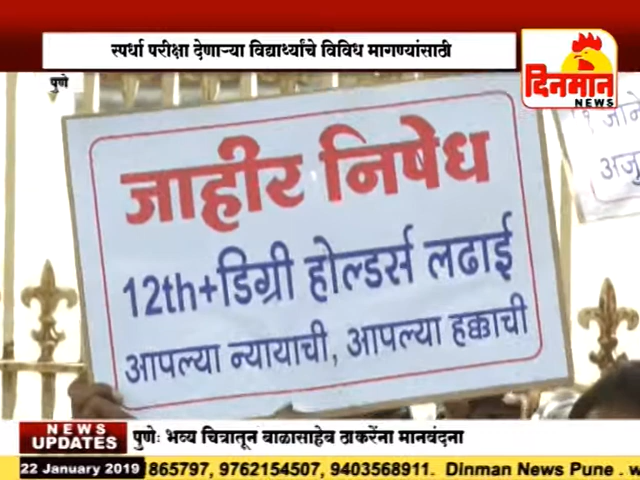 स्पर्धा परीक्षा देणाऱ्या विद्यार्थ्यांचे विविध मागण्यांसाठी
पुणे
दिनमान
NEWS
जाहीर निषेध
12th+डिग्री होल्डर्स लढाई
आपल्या न्यायाची, आपल्या हक्काची
जाने
अजु
NEWS
UPDATES
पुणे: भव्य चित्रातून बाळासाहेब ठाकरेंना मानवंदना
22 January 2019 865797, 9762154507, 9403568911. Dinman News Pune . w